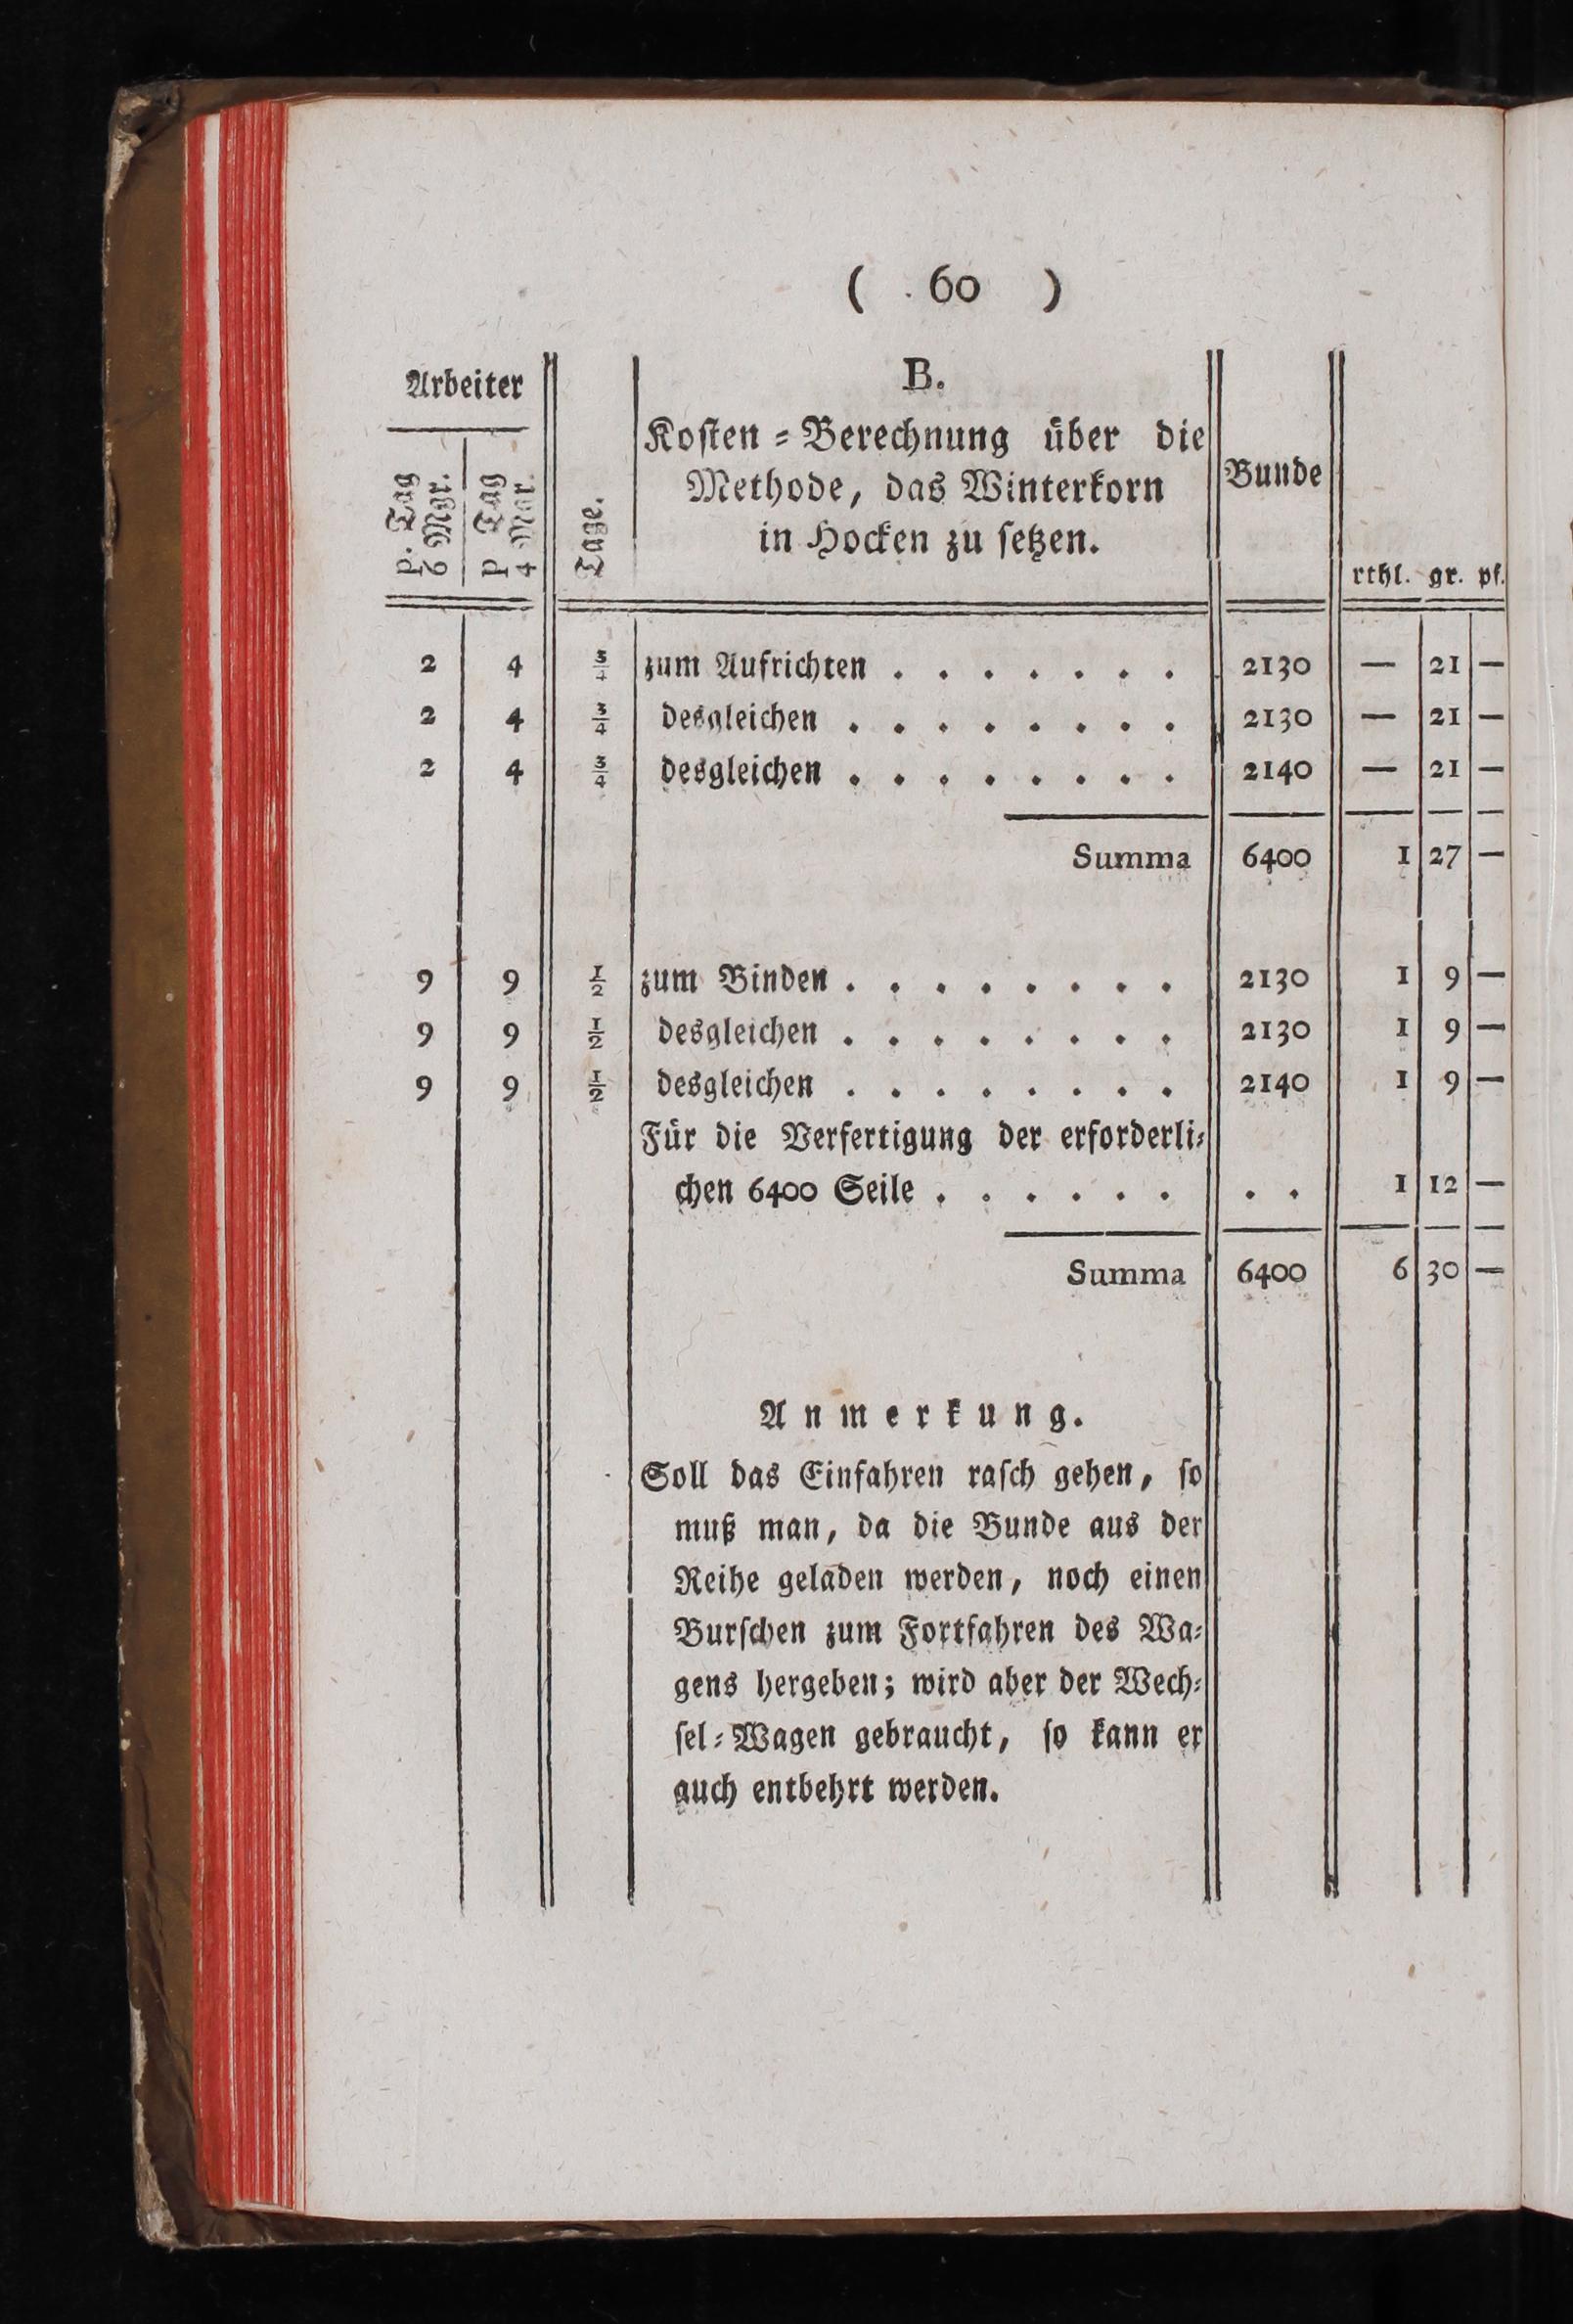 ( 60 )
Arbeiter
p. Tag
6 Mgr.
p Tag
4 Mgr.
Tage.
B.
Koſten=Berechnung über die
Methode, das Winterkorn
in Hocken zu ſetzen.
Bunde
rthl. gr. pf.
2 4 3/4 zum Aufrichten . . . . . . . 2130 — 21 —
2 4 3/4 desgleichen . . . . . . . . 2130 — 21 —
2 4 3/4 desgleichen . . . . . . . . 2140 — 21 —
Summa 6400 1 27 —
9 9 1/2 zum Binden . . . . . . . . 2130 1 9 —
9 9 1/2 desgleichen . . . . . . . . 2130 1 9 —
9 9 1/2 desgleichen . . . . . . . . 2140 1 9 —
Für die Verfertigung der erforderli=
chen 6400 Seile . . . . . . . . 1 12 —
Summa 6400 6 30 —
Anmerkung.
Soll das Einfahren raſch gehen, ſo
muß man, da die Bunde aus der
Reihe geladen werden, noch einen
Burſchen zum Fortfahren des Wa=
gens hergeben; wird aber der Wech=
ſel=Wagen gebraucht, ſo kann er
auch entbehrt werden.